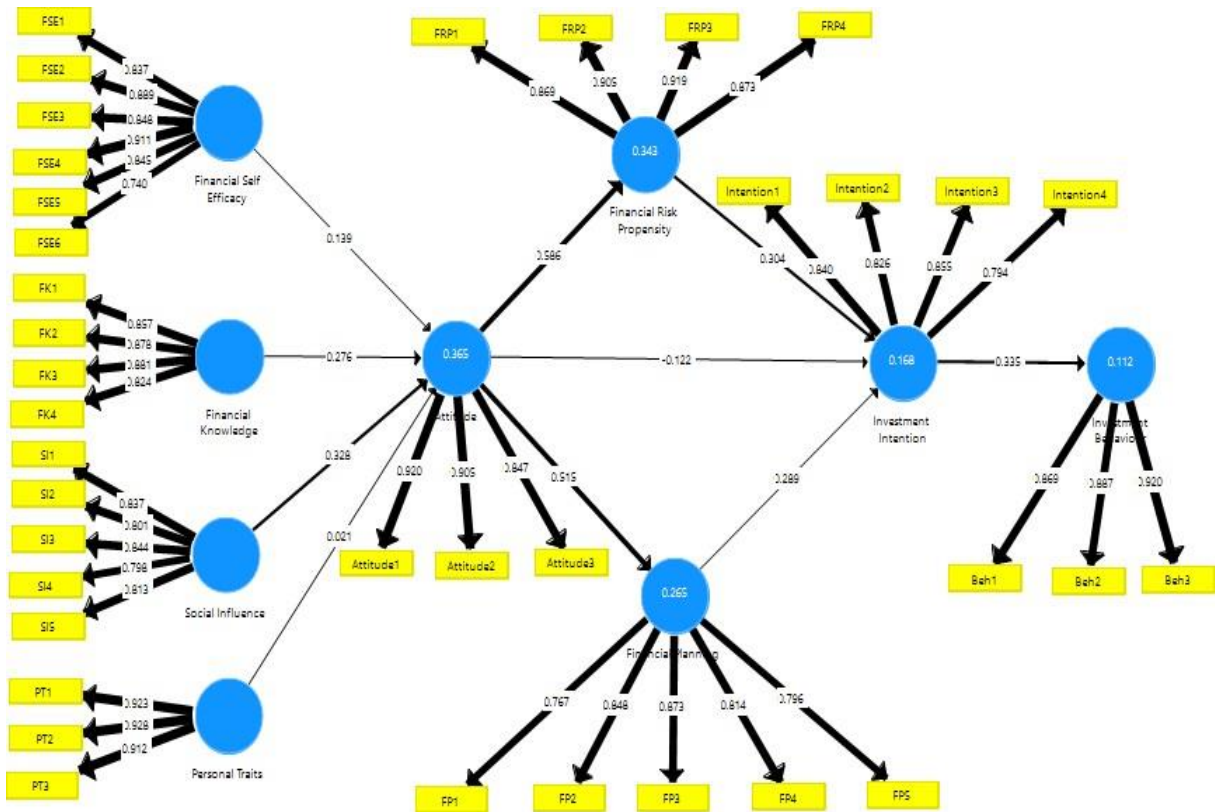 FSE1
FSE2
FSE3
FSE4
FSE5
FSE6
0.837
0.889
0.848
0.911
0.845
0.740
Financial Self
Efficacy
0.139
FK1
FK2
FK3
FK4
0.857
0.878
0.881
0.824
Financial
Knowledge
0.276
SI1
SI2
SI3
SI4
SI5
0.837
0.801
0.844
0.798
0.813
Social Influence
0.328
PT1
PT2
PT3
0.923
0.928
0.912
Personal Traits
0.021
0.365
Attitude
0.920
0.905
0.847
Attitude1
Attitude2
Attitude3
0.586
-0.122
0.515
FRP1
FRP2
FRP3
FRP4
0.869
0.905
0.919
0.873
0.343
Financial Risk
Propensity
0.304
0.265
Financial Planning
0.289
0.767
0.848
0.873
0.814
0.796
FP1
FP2
FP3
FP4
FP5
Intention1
Intention2
Intention3
Intention4
0.840
0.826
0.855
0.794
0.168
Investment
Intention
0.335
0.112
Investment
Behaviour
0.869
0.887
0.920
Beh1
Beh2
Beh3